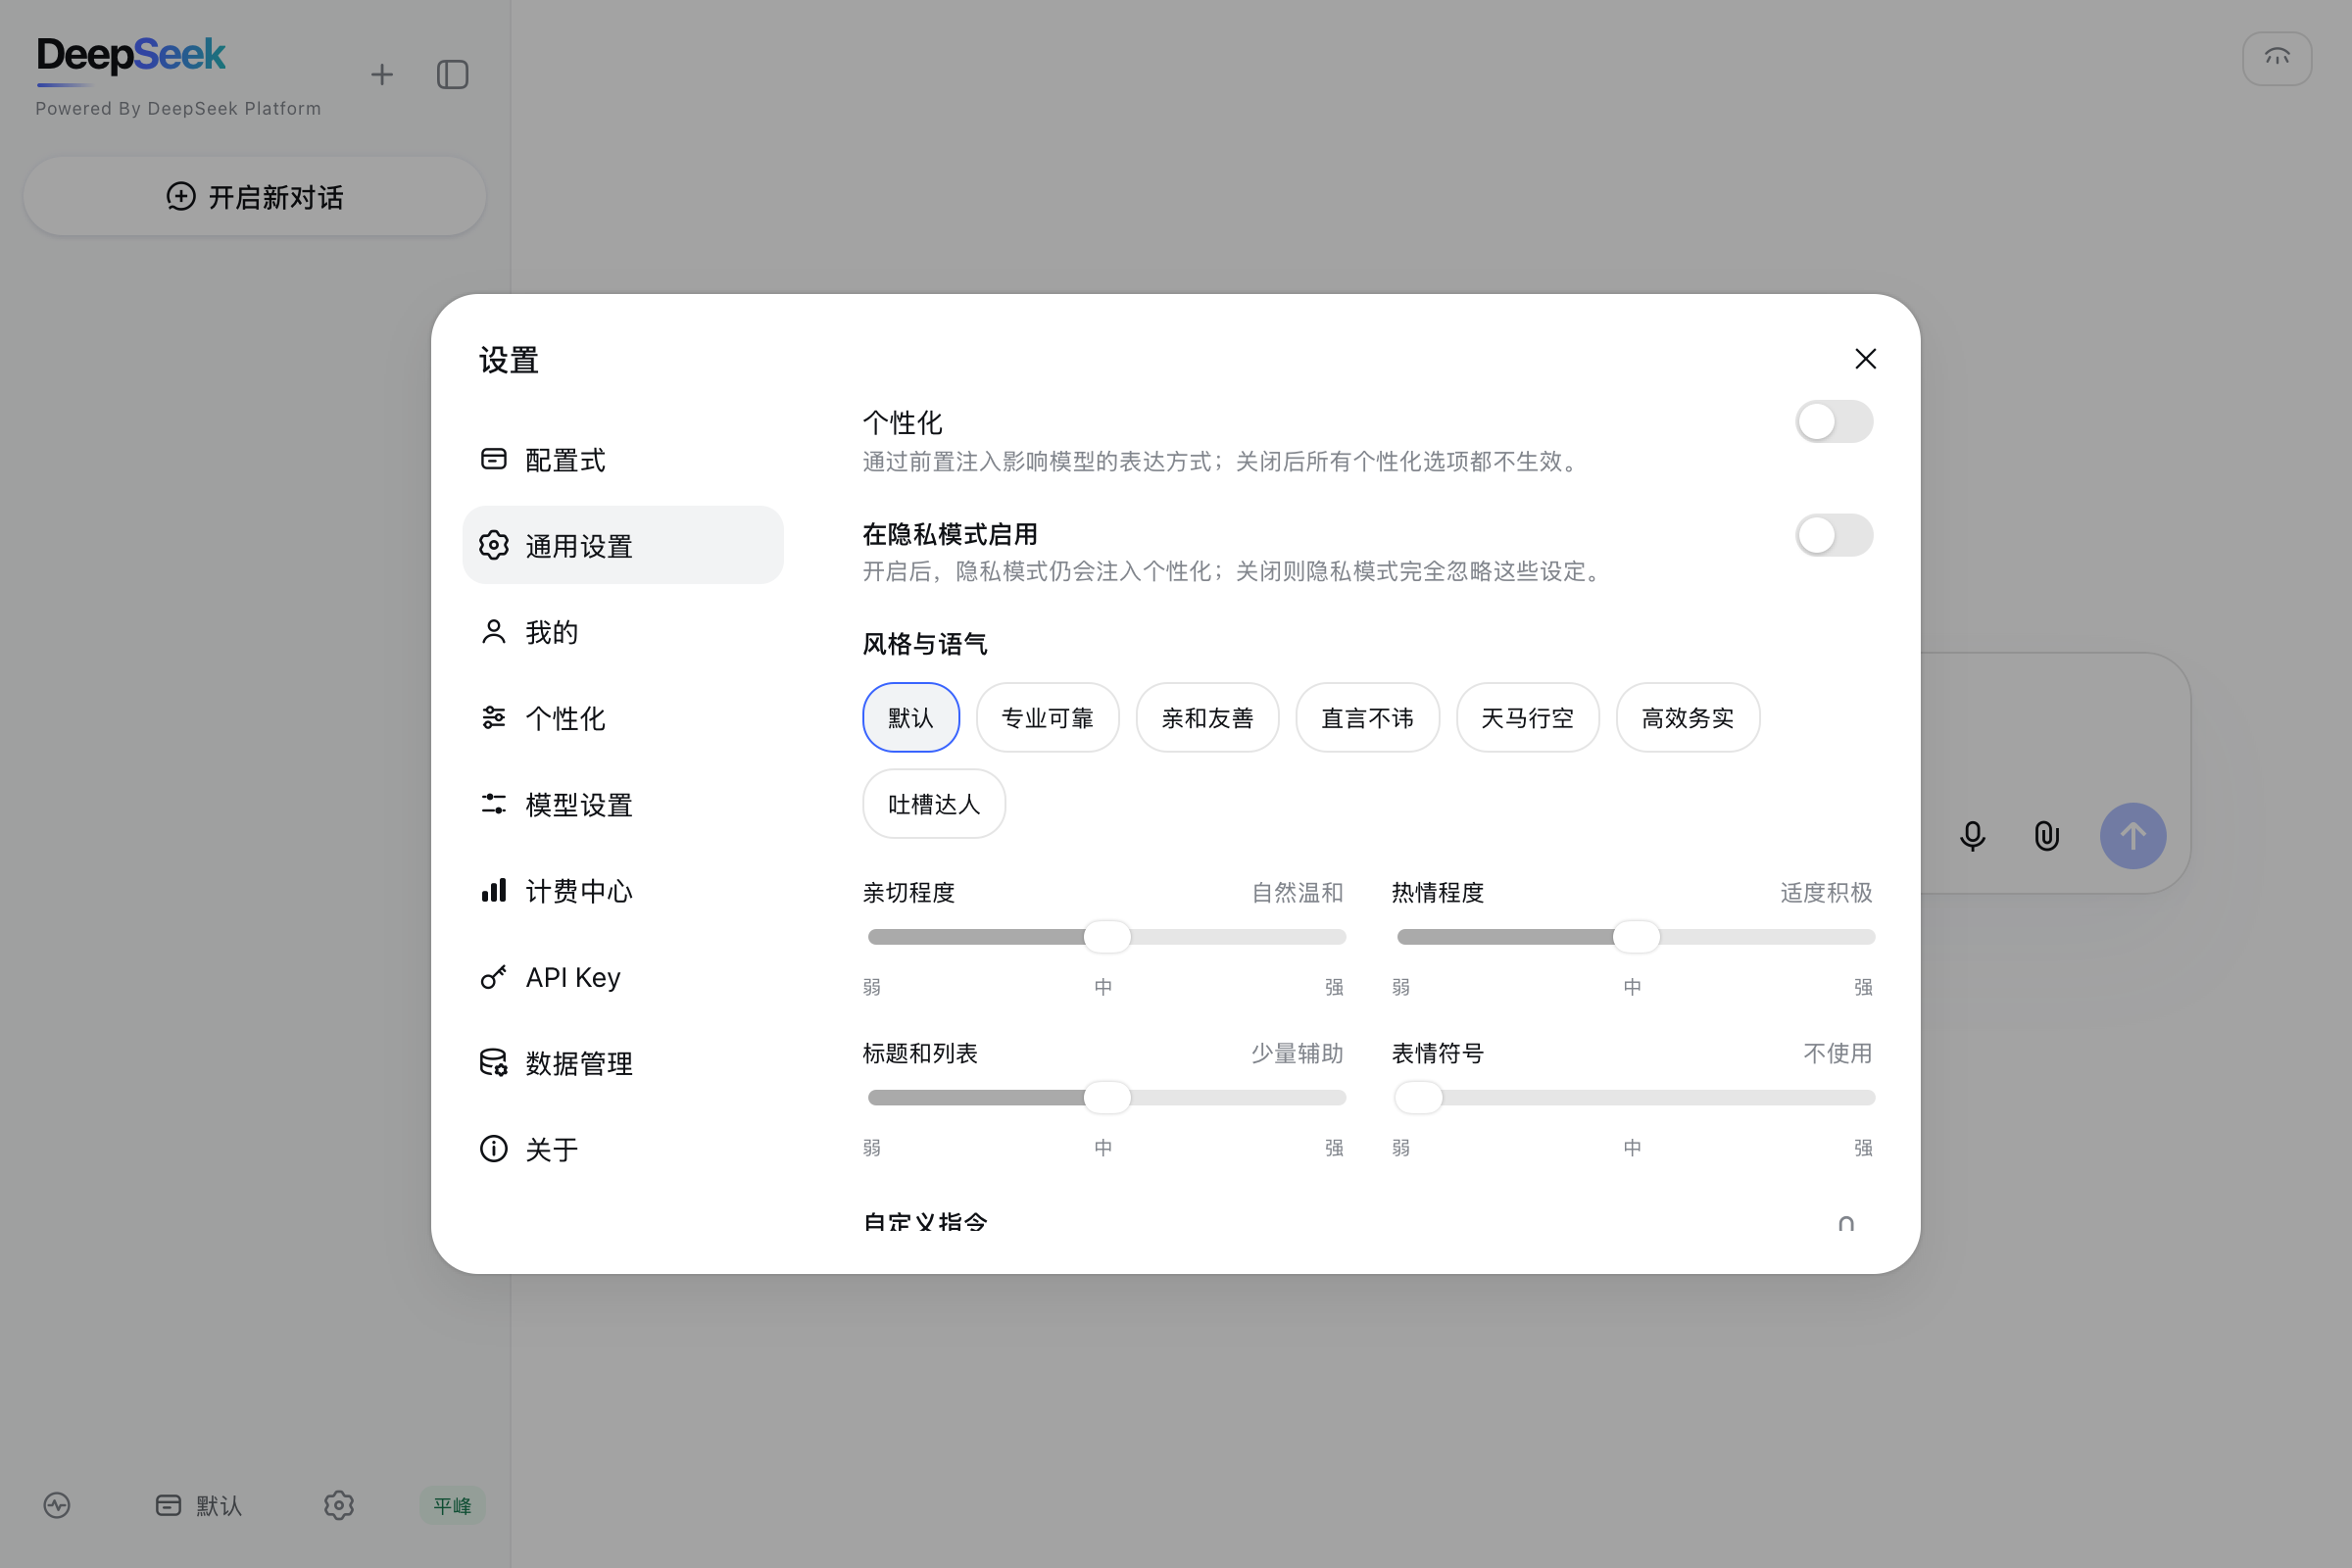 DeepSeek
Powered By DeepSeek Platform
开启新对话
设置
配置式
通用设置
我的
个性化
模型设置
计费中心
API Key
数据管理
关于
个性化
通过前置注入影响模型的表达方式；关闭后所有个性化选项都不生效。
在隐私模式启用
开启后，隐私模式仍会注入个性化；关闭则隐私模式完全忽略这些设定。
风格与语气
默认 专业可靠 亲和友善 直言不讳 天马行空 高效务实
吐槽达人
亲切程度 自然温和
弱 中 强
热情程度 适度积极
弱 中 强
标题和列表 少量辅助
弱 中 强
表情符号 不使用
弱 中 强
自定义指令
默认
平峰